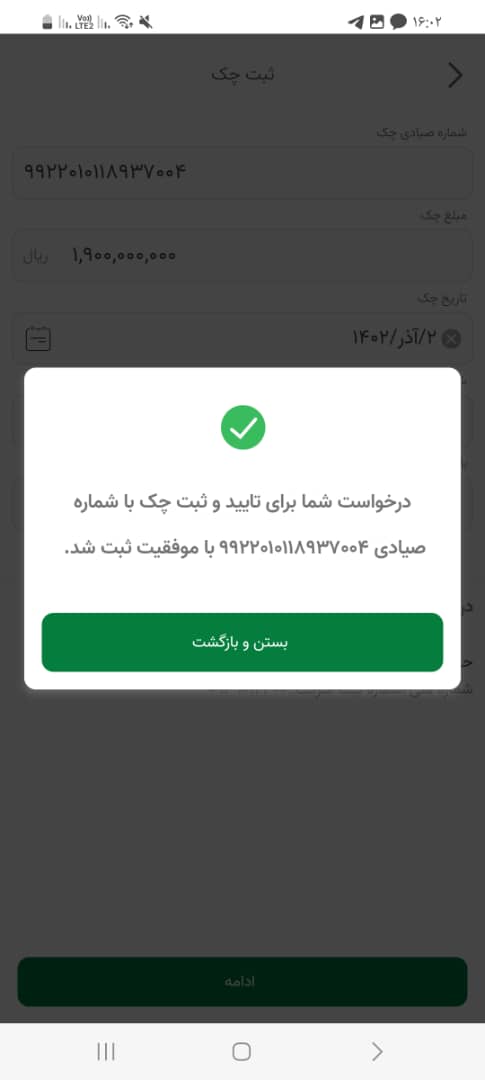 ۱۶:۰۲
Vo))
LTE2
ثبت چک
شماره صیادی چک
۹۹۲۲۰۱۰۱۱۸۹۳۷۰۰۴
مبلغ چک
۱,۹۰۰,۰۰۰,۰۰۰ ریال
تاریخ چک
۲/آذر/۱۴۰۲
درخواست شما برای تایید و ثبت چک با شماره
صیادی ۹۹۲۲۰۱۰۱۱۸۹۳۷۰۰۴ با موفقیت ثبت شد.
بستن و بازگشت
ادامه